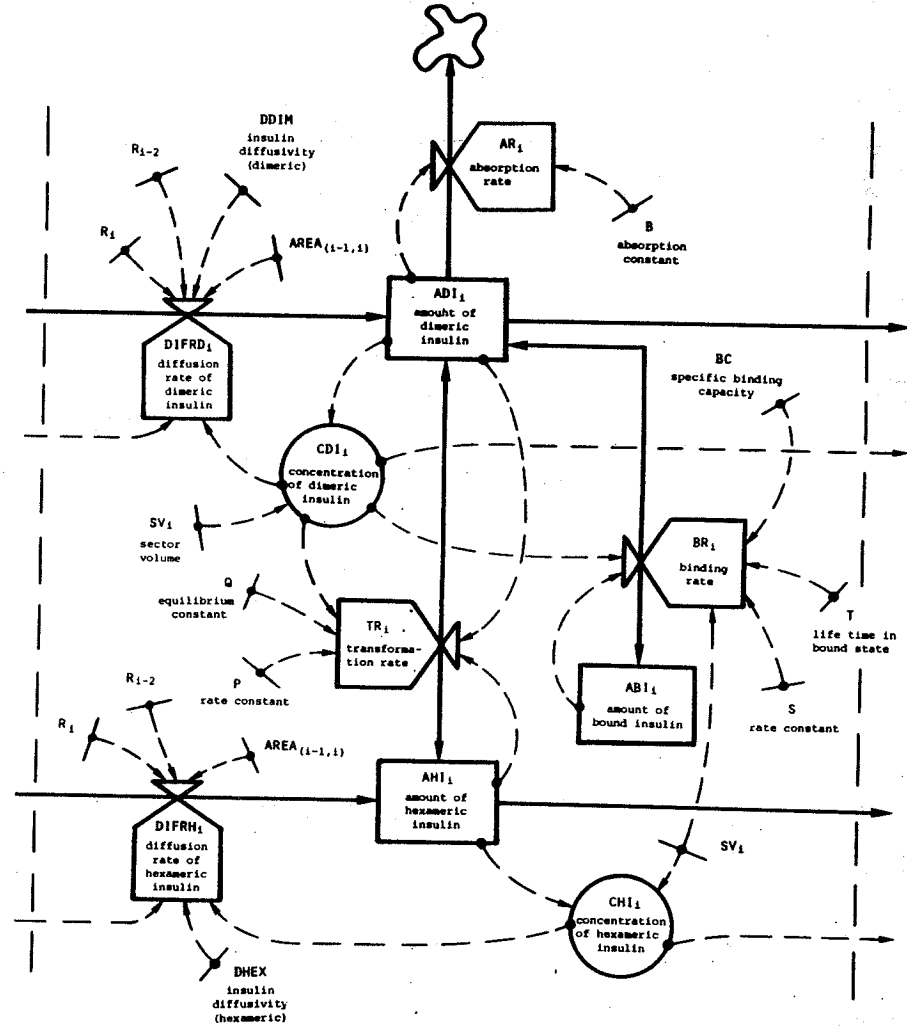 DDIM
insulin
diffusivity
(dimeric)
R_{i-2}
R_i
AREA_{(i-1,i)}
AR_i
absorption
rate
B
absorption
constant
ADI_i
amount of
dimeric
insulin
DIFRD_i
diffusion
rate of
dimeric
insulin
BC
specific binding
capacity
CDI_i
concentration
of dimeric
insulin
SV_i
sector
volume
BR_i
binding
rate
Q
equilibrium
constant
T
life time in
bound state
TR_i
transforma-
tion rate
P
rate constant
ABI_i
amount of
bound insulin
S
rate constant
R_{i-2}
R_i
AREA_{(i-1,i)}
AHI_i
amount of
hexameric
insulin
DIFRH_i
diffusion
rate of
hexameric
insulin
SV_i
CHI_i
concentration
of hexameric
insulin
DHEX
insulin
diffusivity
(hexameric)